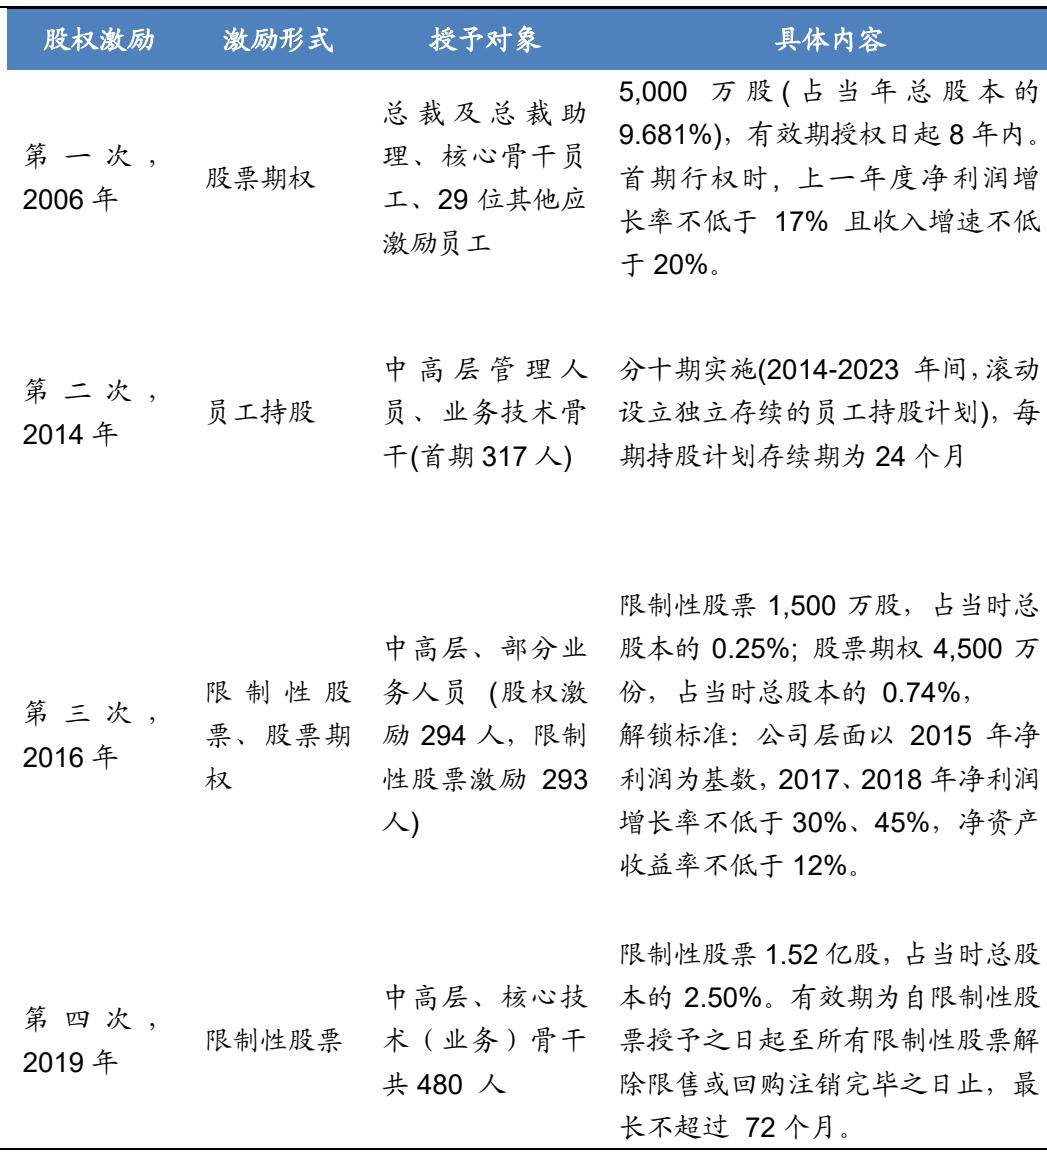 股权激励 激励形式 授予对象 具体内容
第一次，
2006 年
股票期权
总裁及总裁助
理、核心骨干员
工、29 位其他应
激励员工
5,000 万股(占当年总股本的
9.681%)，有效期授权日起 8 年内。
首期行权时，上一年度净利润增
长率不低于 17% 且收入增速不低
于 20%。
第二次，
2014 年
员工持股
中高层管理人
员、业务技术骨
干(首期 317 人)
分十期实施(2014-2023 年间，滚动
设立独立存续的员工持股计划)，每
期持股计划存续期为 24 个月
第三次，
2016 年
限制性股
票、股票期
权
中高层、部分业
务人员 (股权激
励 294 人，限制
性股票激励 293
人)
限制性股票 1,500 万股，占当时总
股本的 0.25%; 股票期权 4,500 万
份，占当时总股本的 0.74%，
解锁标准：公司层面以 2015 年净
利润为基数，2017、2018 年净利润
增长率不低于 30%、45%，净资产
收益率不低于 12%。
第四次，
2019 年
限制性股票
中高层、核心技
术（业务）骨干
共 480 人
限制性股票 1.52 亿股，占当时总股
本的 2.50%。有效期为自限制性股
票授予之日起至所有限制性股票解
除限售或回购注销完毕之日止，最
长不超过 72 个月。